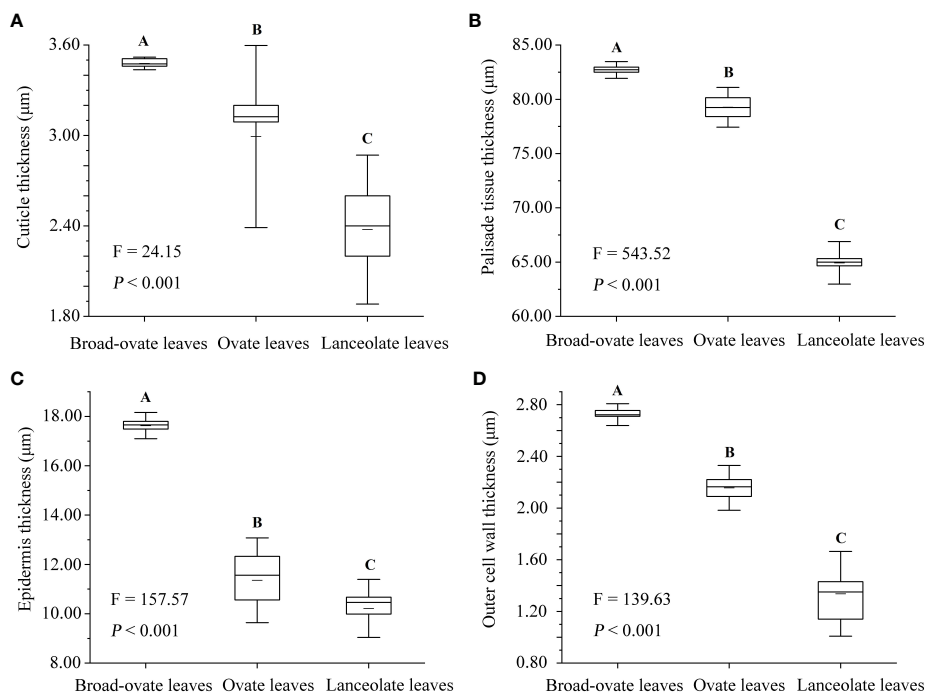 A
Cuticle thickness (μm)
3.60
3.00
2.40
1.80
A
B
C
F = 24.15
P < 0.001
Broad-ovate leaves Ovate leaves Lanceolate leaves
B
Palisade tissue thickness (μm)
85.00
80.00
75.00
70.00
65.00
60.00
A
B
C
F = 543.52
P < 0.001
Broad-ovate leaves Ovate leaves Lanceolate leaves
C
Epidermis thickness (μm)
18.00
16.00
14.00
12.00
10.00
8.00
A
B
C
F = 157.57
P < 0.001
Broad-ovate leaves Ovate leaves Lanceolate leaves
D
Outer cell wall thickness (μm)
2.80
2.40
2.00
1.60
1.20
0.80
A
B
C
F = 139.63
P < 0.001
Broad-ovate leaves Ovate leaves Lanceolate leaves